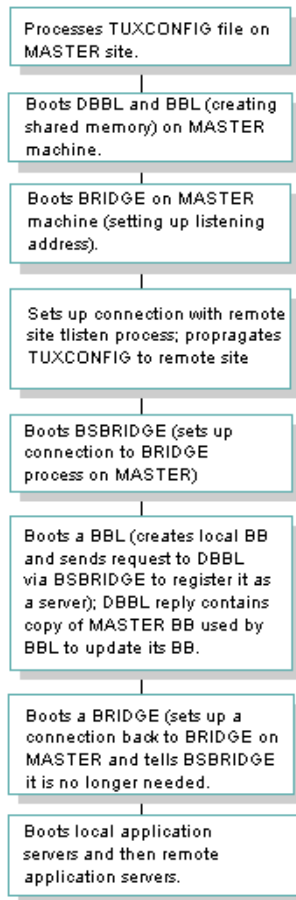 Processes TUXCONFIG file on
MASTER site.
Boots DBBL and BBL (creating
shared memory) on MASTER
machine.
Boots BRIDGE on MASTER
machine (setting up listening
address).
Sets up connection with remote
site tlisten process; propragates
TUXCONFIG to remote site
Boots BSBRIDGE (sets up
connection to BRIDGE
process on MASTER)
Boots a BBL (creates local BB
and sends request to DBBL
via BSBRIDGE to register it as
a server); DBBL reply contains
copy of MASTER BB used by
BBL to update its BB.
Boots a BRIDGE (sets up a
connection back to BRIDGE on
MASTER and tells BSBRIDGE
it is no longer needed.
Boots local application
servers and then remote
application servers.